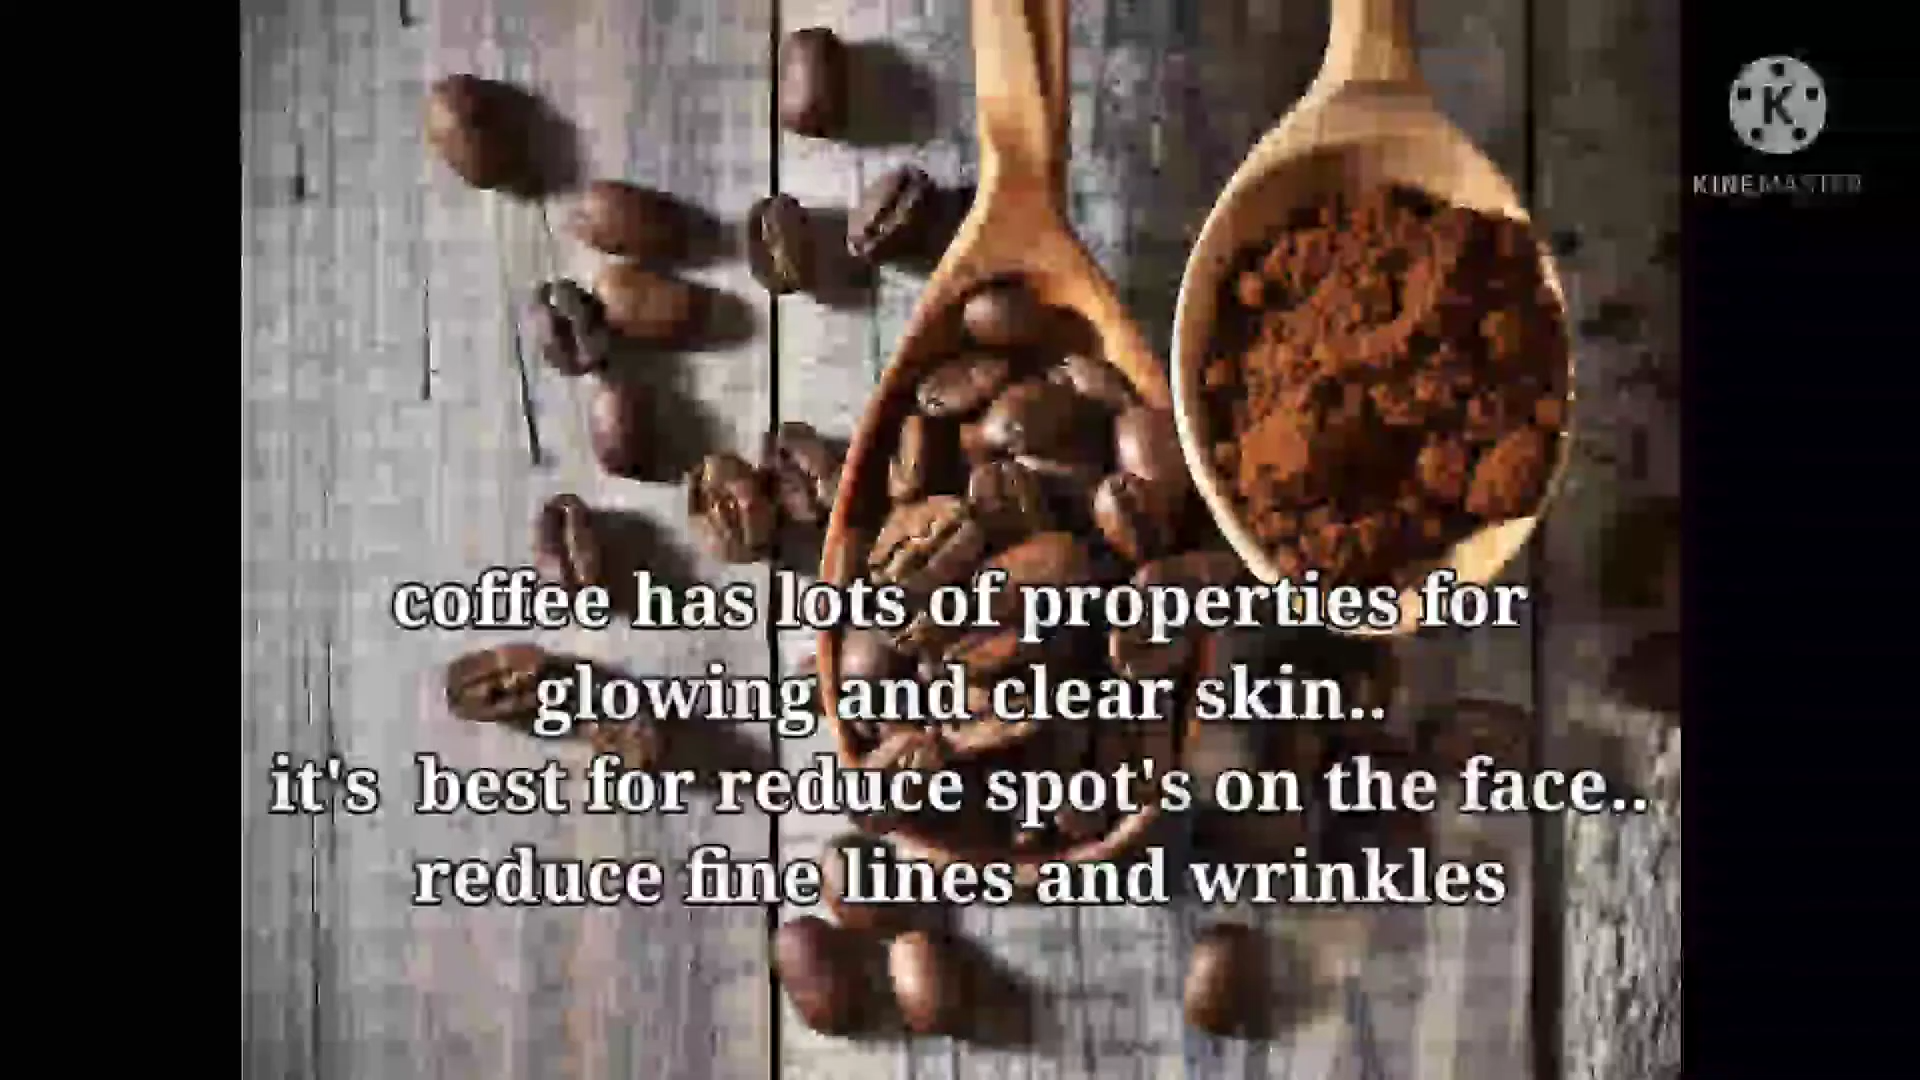 K
KINEMASTER
coffee has lots of properties for
glowing and clear skin..
it's  best for reduce spot's on the face..
reduce fine lines and wrinkles